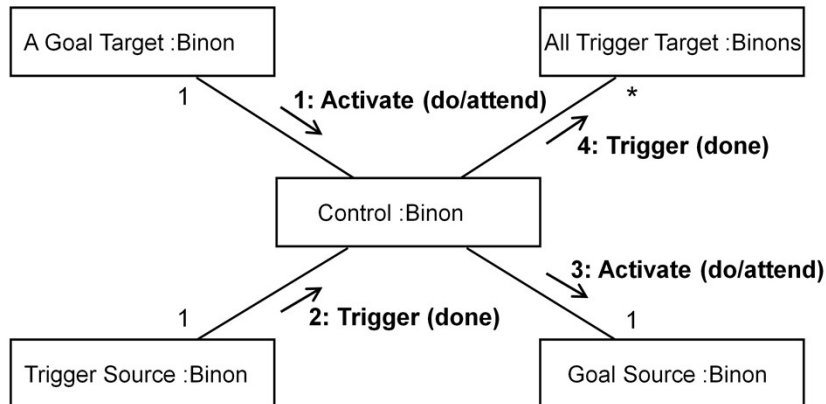 A Goal Target :Binon
All Trigger Target :Binons
1
1: Activate (do/attend)
*
4: Trigger (done)
Control :Binon
3: Activate (do/attend)
1
2: Trigger (done)
1
Trigger Source :Binon
Goal Source :Binon